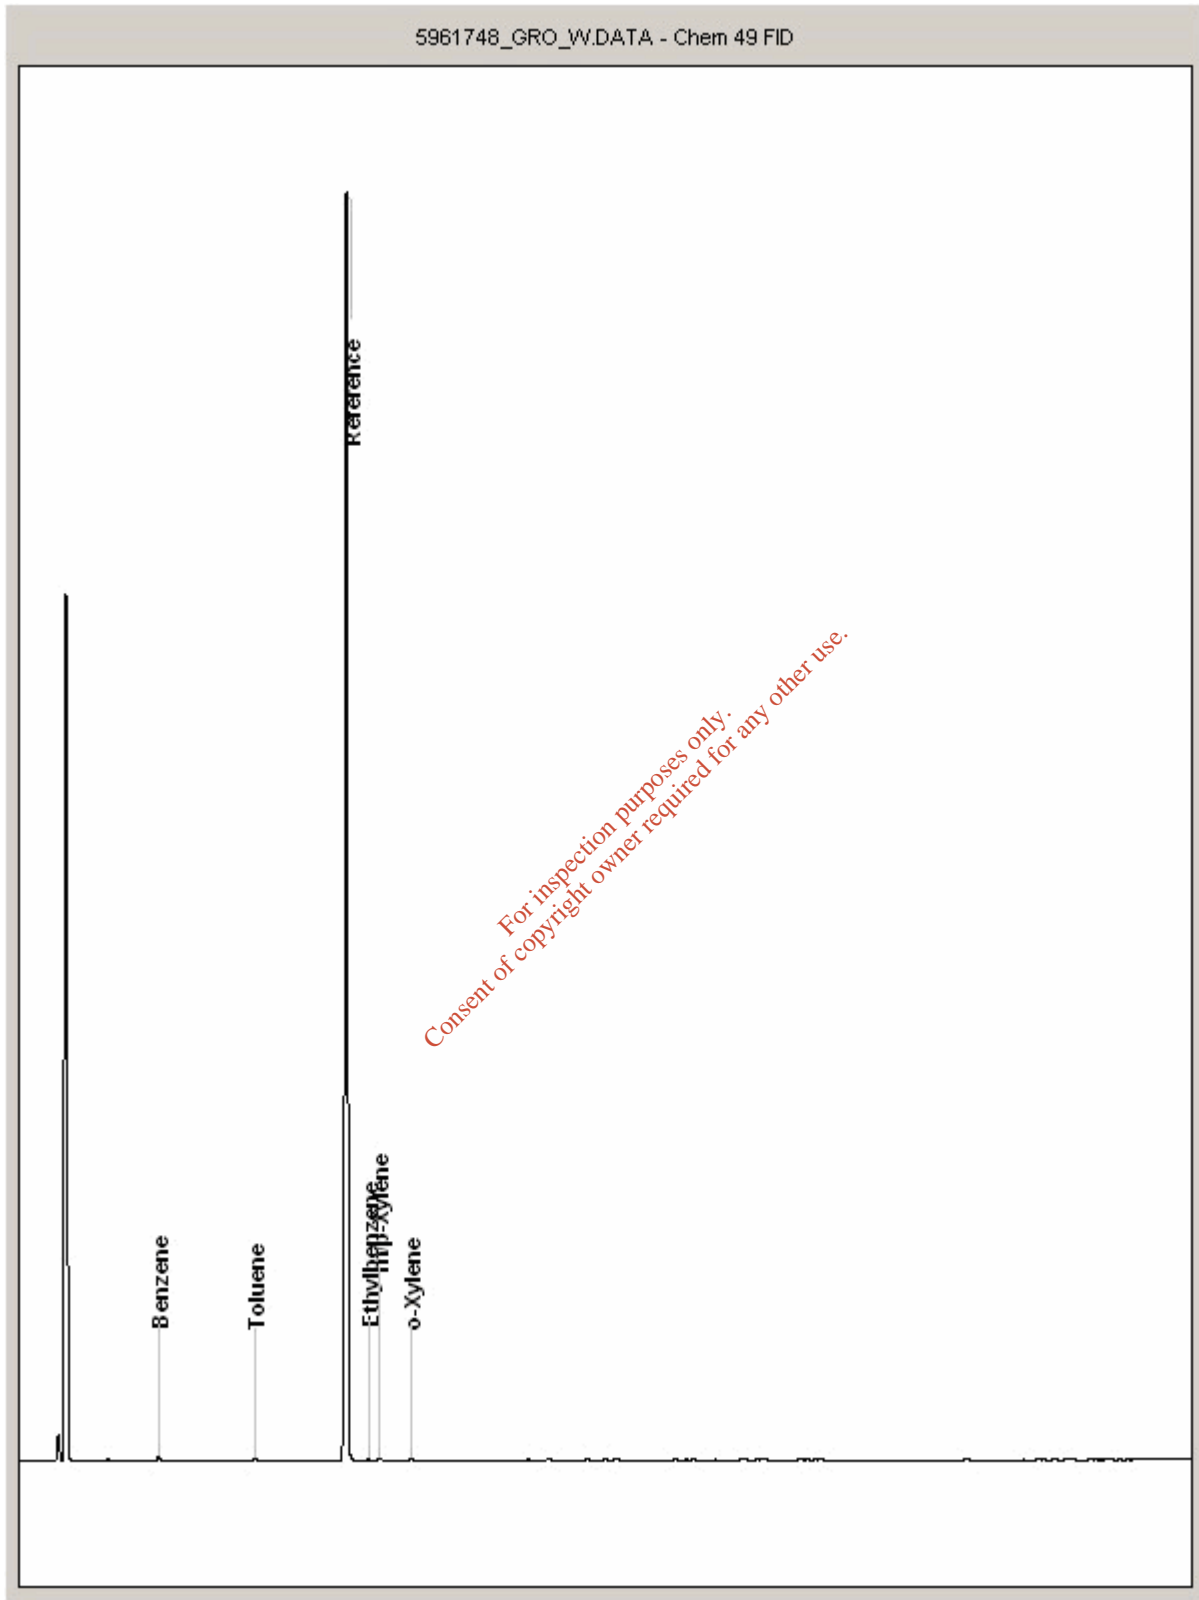 5961748_GRO_W.DATA - Chem 49 FID
Reference
For inspection purposes only.
Consent of copyright owner required for any other use.
Benzene
Toluene
Ethylbenzene
m/p-Xylene
o-Xylene